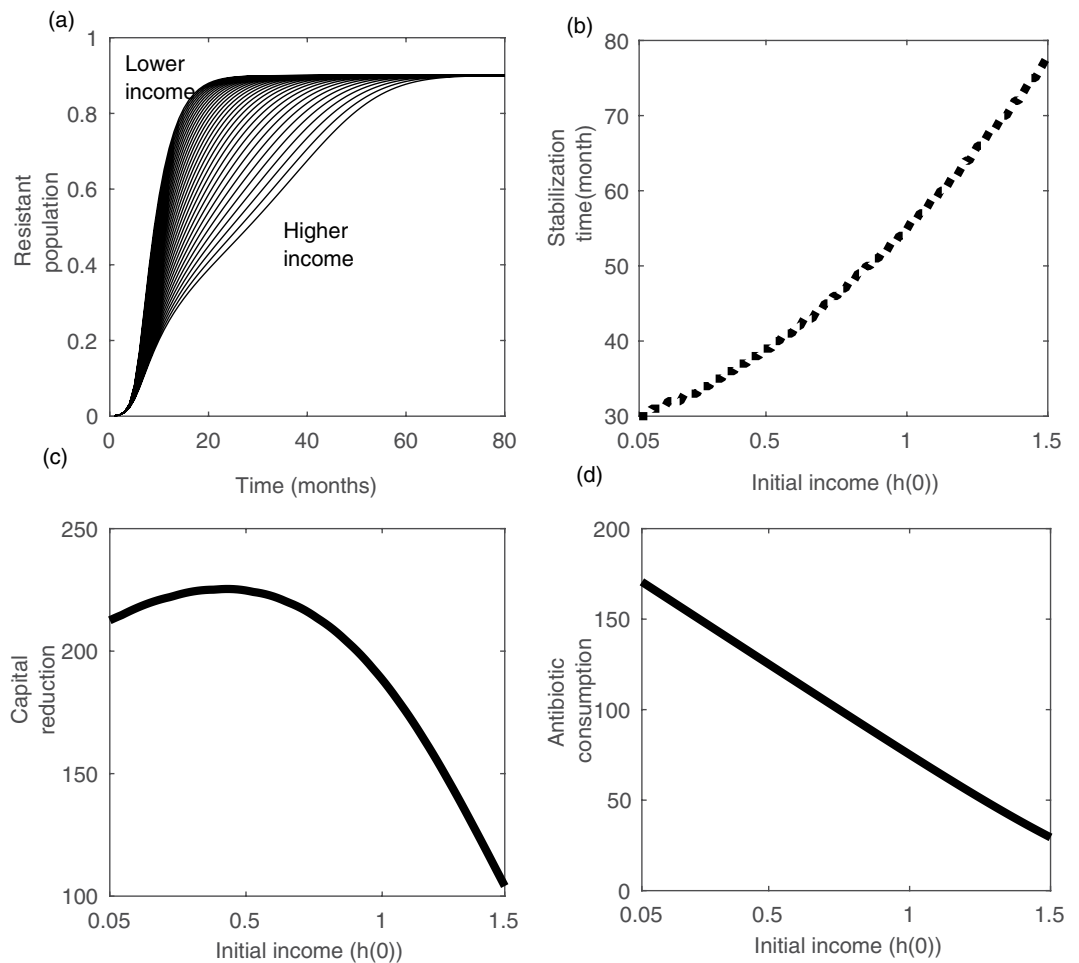 (a)
1
0.8
0.6
0.4
0.2
0
Resistant
population
Lower
income
Higher
income
0 20 40 60 80
Time (months)
(b)
80
70
60
50
40
30
Stabilization
time(month)
0.05 0.5 1 1.5
Initial income (h(0))
(c)
250
200
150
100
Capital
reduction
0.05 0.5 1 1.5
Initial income (h(0))
(d)
200
150
100
50
0
Antibiotic
consumption
0.05 0.5 1 1.5
Initial income (h(0))